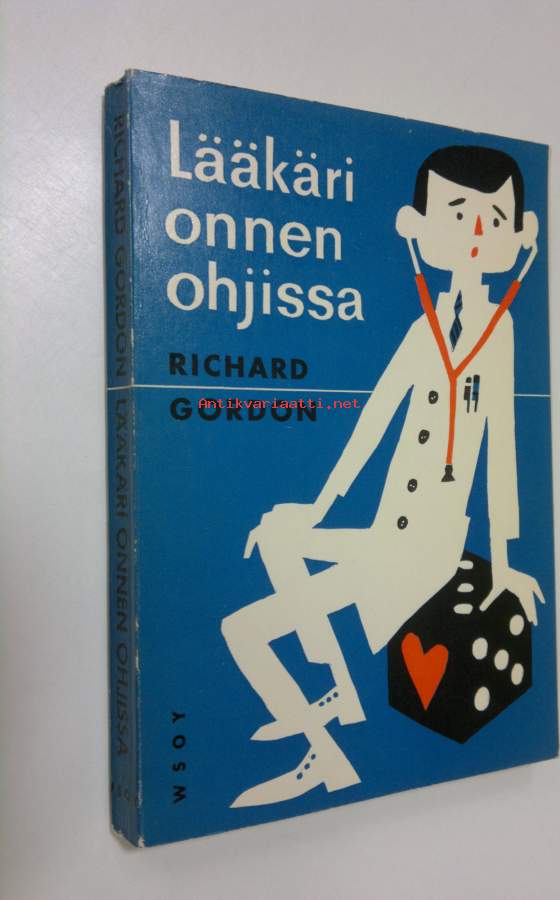 Lääkäri
onnen
ohjissa
RICHARD
GORDON
Antikvariaatti.net
WSOY
RICHARD GORDON LÄÄKÄRI ONNEN OHJISSA